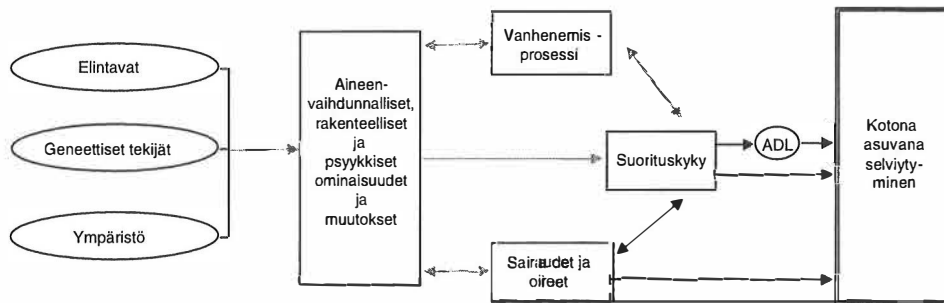 Elintavat
Geneettiset tekijät
Ympäristö
Aineen-
vaihdunnalliset,
rakenteelliset
ja
psyykkiset
ominaisuudet
ja
muutokset
Vanhenemis -
prosessi
Suorituskyky
Sairaudet ja
oireet
ADL
Kotona
asuvana
selviyty-
minen